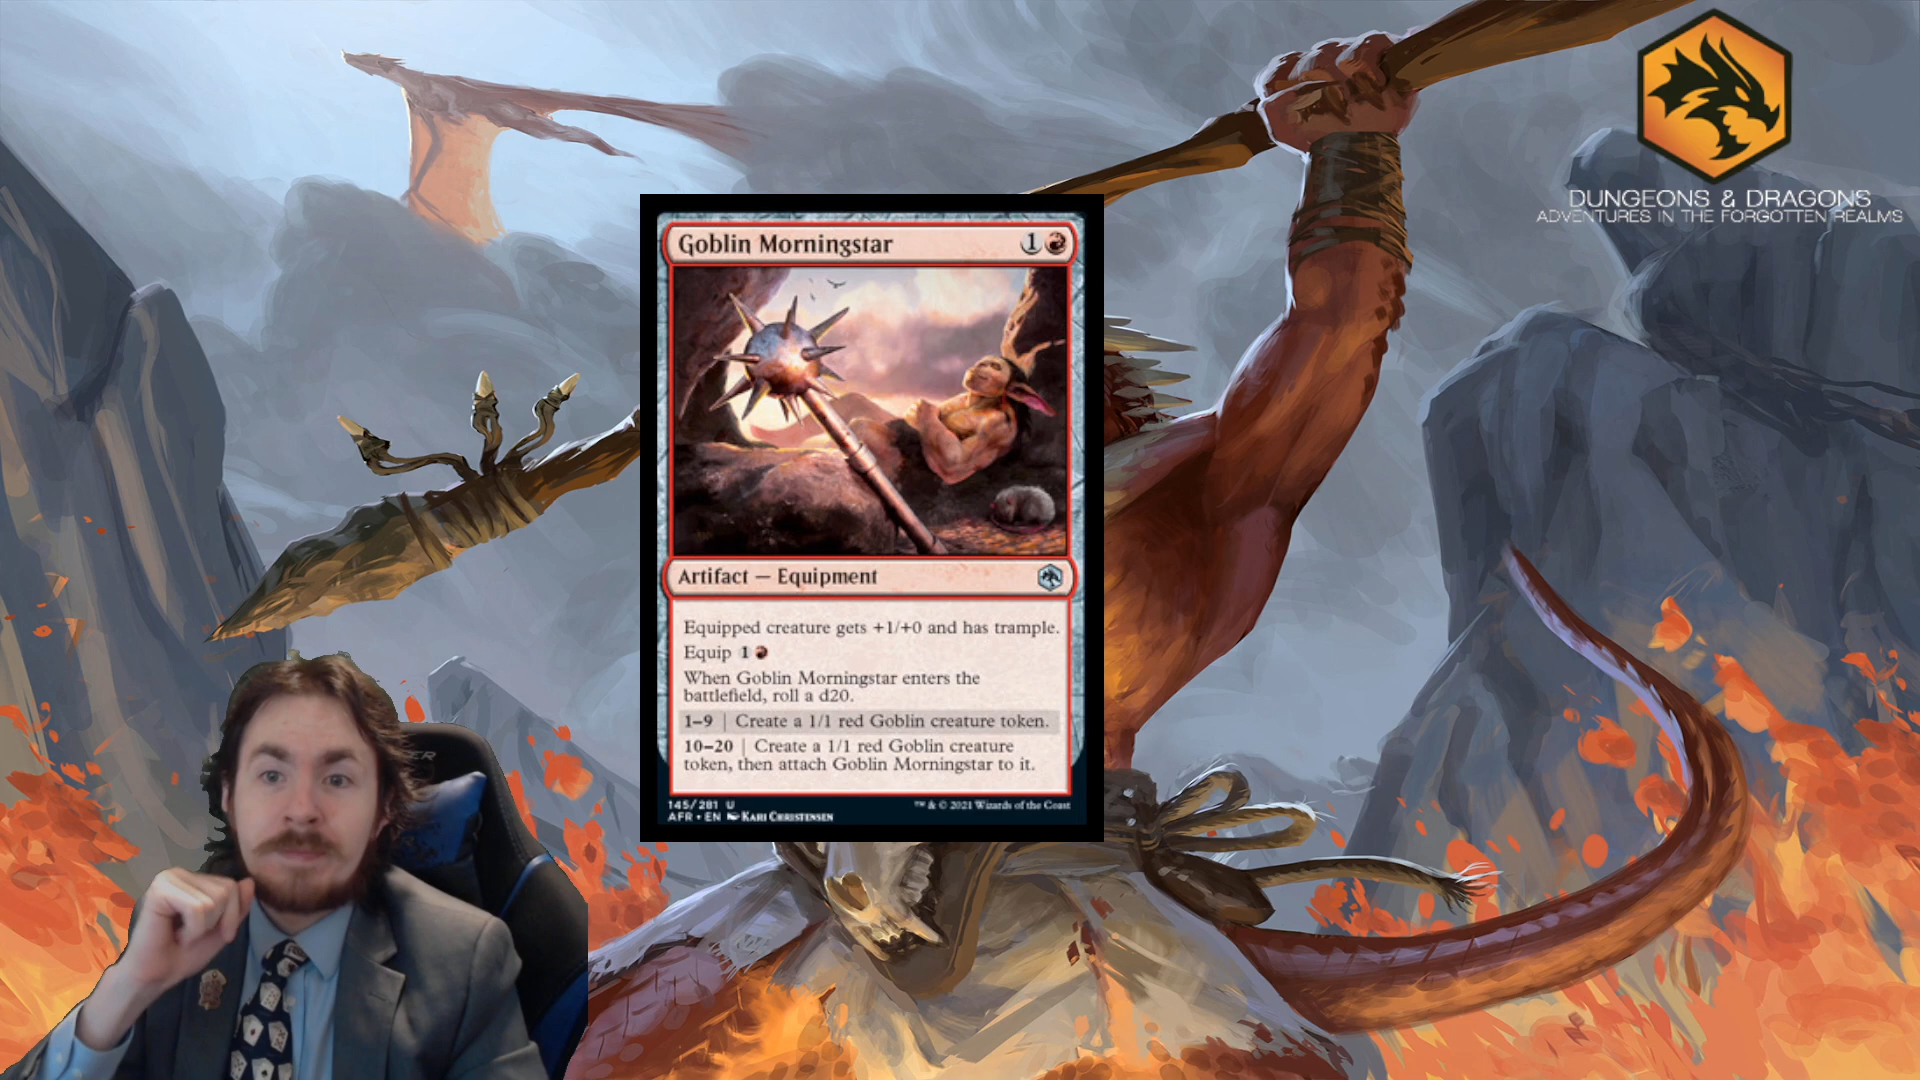 DUNGEONS & DRAGONS
ADVENTURES IN THE FORGOTTEN REALMS
Goblin Morningstar 1
Artifact — Equipment
Equipped creature gets +1/+0 and has trample.
Equip 1
When Goblin Morningstar enters the
battlefield, roll a d20.
1–9 | Create a 1/1 red Goblin creature token.
10–20 | Create a 1/1 red Goblin creature
token, then attach Goblin Morningstar to it.
145/281 U
AFR • EN KARI CHRISTENSEN
™ & © 2021 Wizards of the Coast